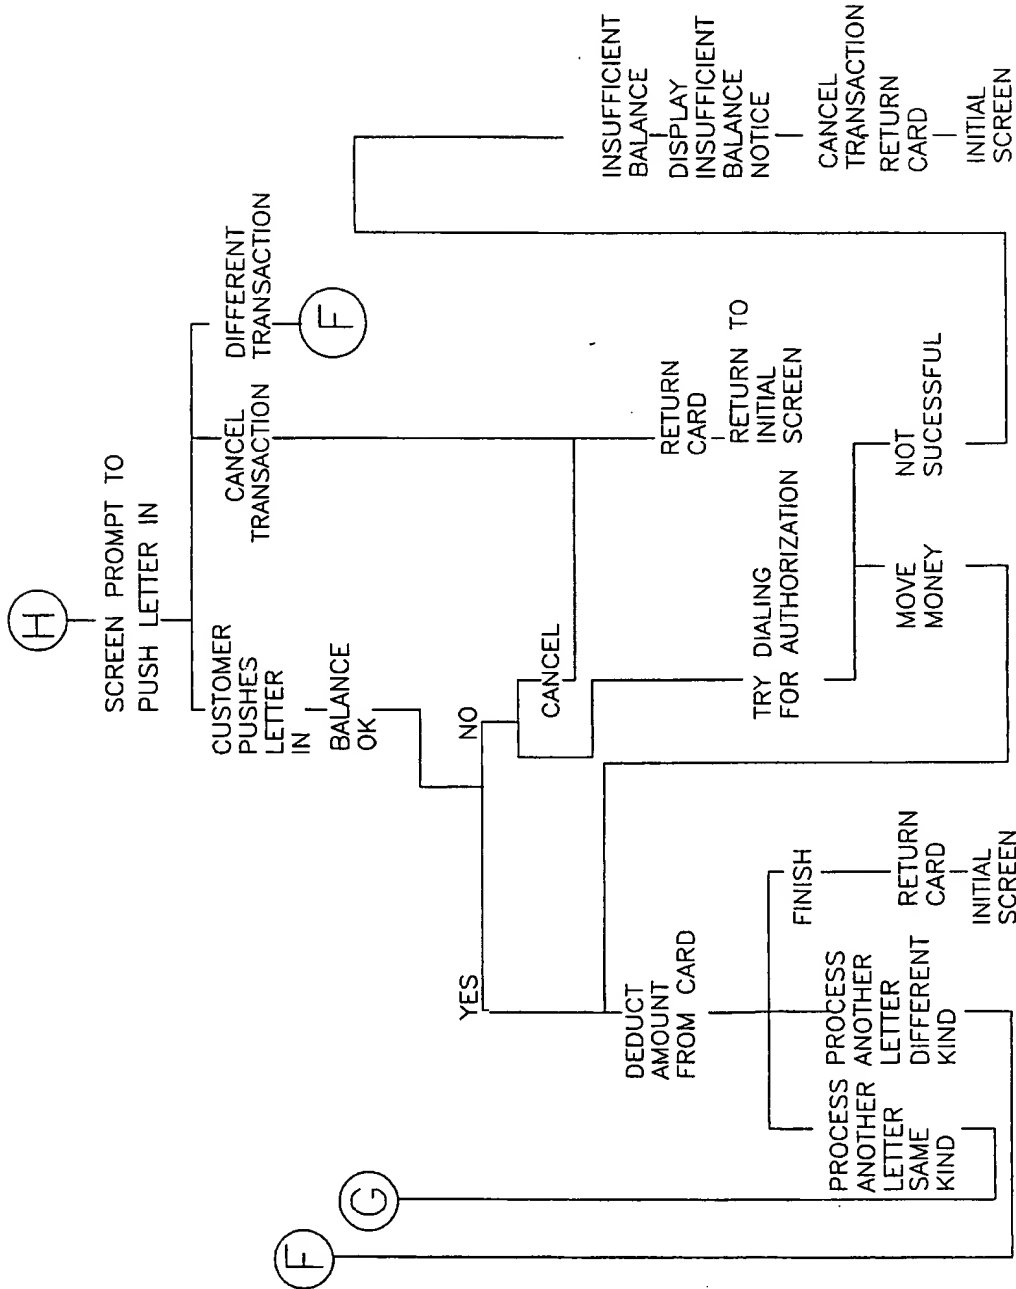 H
SCREEN PROMPT TO
PUSH LETTER IN
CUSTOMER
PUSHES
LETTER
IN
CANCEL
TRANSACTION
DIFFERENT
TRANSACTION
F
BALANCE
OK
YES
NO
CANCEL
RETURN
CARD
RETURN TO
INITIAL
SCREEN
TRY DIALING
FOR AUTHORIZATION
MOVE
MONEY
NOT
SUCESSFUL
INSUFFICIENT
BALANCE
DISPLAY
INSUFFICIENT
BALANCE
NOTICE
CANCEL
TRANSACTION
RETURN
CARD
INITIAL
SCREEN
DEDUCT
AMOUNT
FROM CARD
PROCESS
ANOTHER
LETTER
SAME
KIND
PROCESS
ANOTHER
LETTER
DIFFERENT
KIND
FINISH
RETURN
CARD
INITIAL
SCREEN
F
G